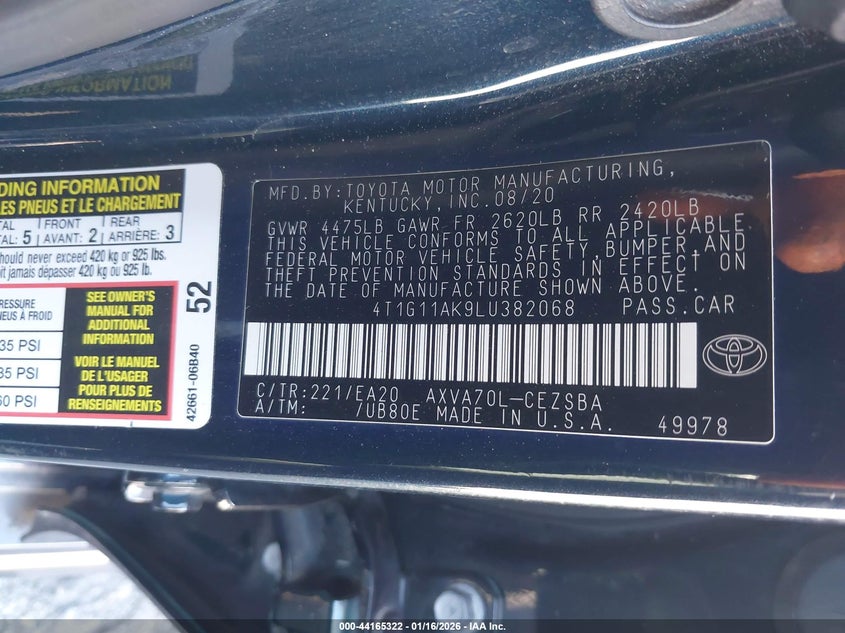 DING INFORMATION
LES PNEUS ET LE CHARGEMENT
TAL FRONT REAR
TAL: 5 AVANT: 2 ARRIÈRE: 3
hould never exceed 420 kg or 925 lb.
it jamais dépasser 420 kg ou 925 lb.
RESSURE
NEUS À FROID
35 PSI
35 PSI
60 PSI
SEE OWNER'S
MANUAL FOR
ADDITIONAL
INFORMATION
VOIR LE MANUEL
DE L'USAGER
POUR PLUS DE
RENSEIGNEMENTS
52
42661-06B40
MFD.BY:TOYOTA MOTOR MANUFACTURING,
KENTUCKY, INC.08/20
GVWR 4475LB GAWR FR 2620LB RR 2420LB
THIS VEHICLE CONFORMS TO ALL APPLICABLE
FEDERAL MOTOR VEHICLE SAFETY,BUMPER,AND
THEFT PREVENTION STANDARDS IN EFFECT ON
THE DATE OF MANUFACTURE SHOWN ABOVE.
4T1G11AK9LU382068 PASS.CAR
C/TR:221/EA20 AXVA70L-CEZSBA
A/TM: /UB80E MADE IN U.S.A.
49978
000-44165322 - 01/16/2026 - IAA Inc.